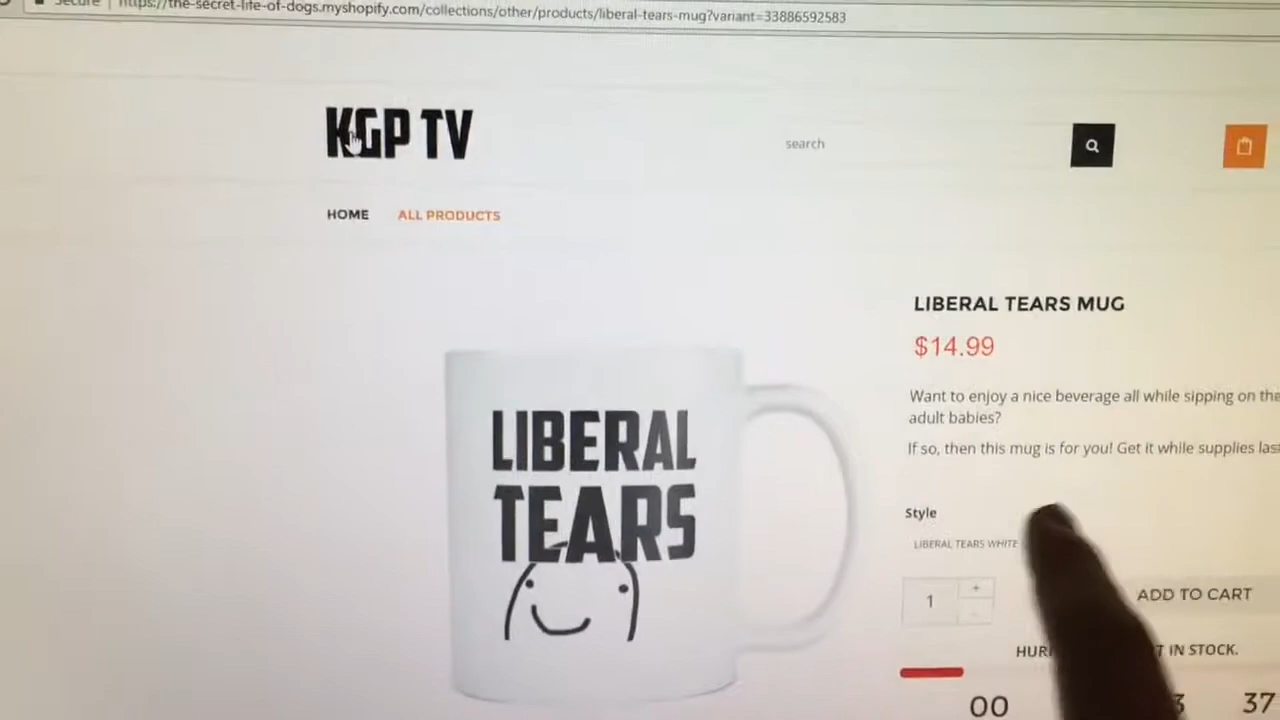 Secure | https://the-secret-life-of-dogs.myshopify.com/collections/other/products/liberal-tears-mug?variant=33886592583
KGP TV
search
HOME ALL PRODUCTS
LIBERAL TEARS MUG
$14.99
Want to enjoy a nice beverage all while sipping on the
adult babies?
If so, then this mug is for you! Get it while supplies
LIBERAL
TEARS
Style
LIBERAL TEARS WHITE
1 +
ADD TO CART
IN STOCK.
00 37